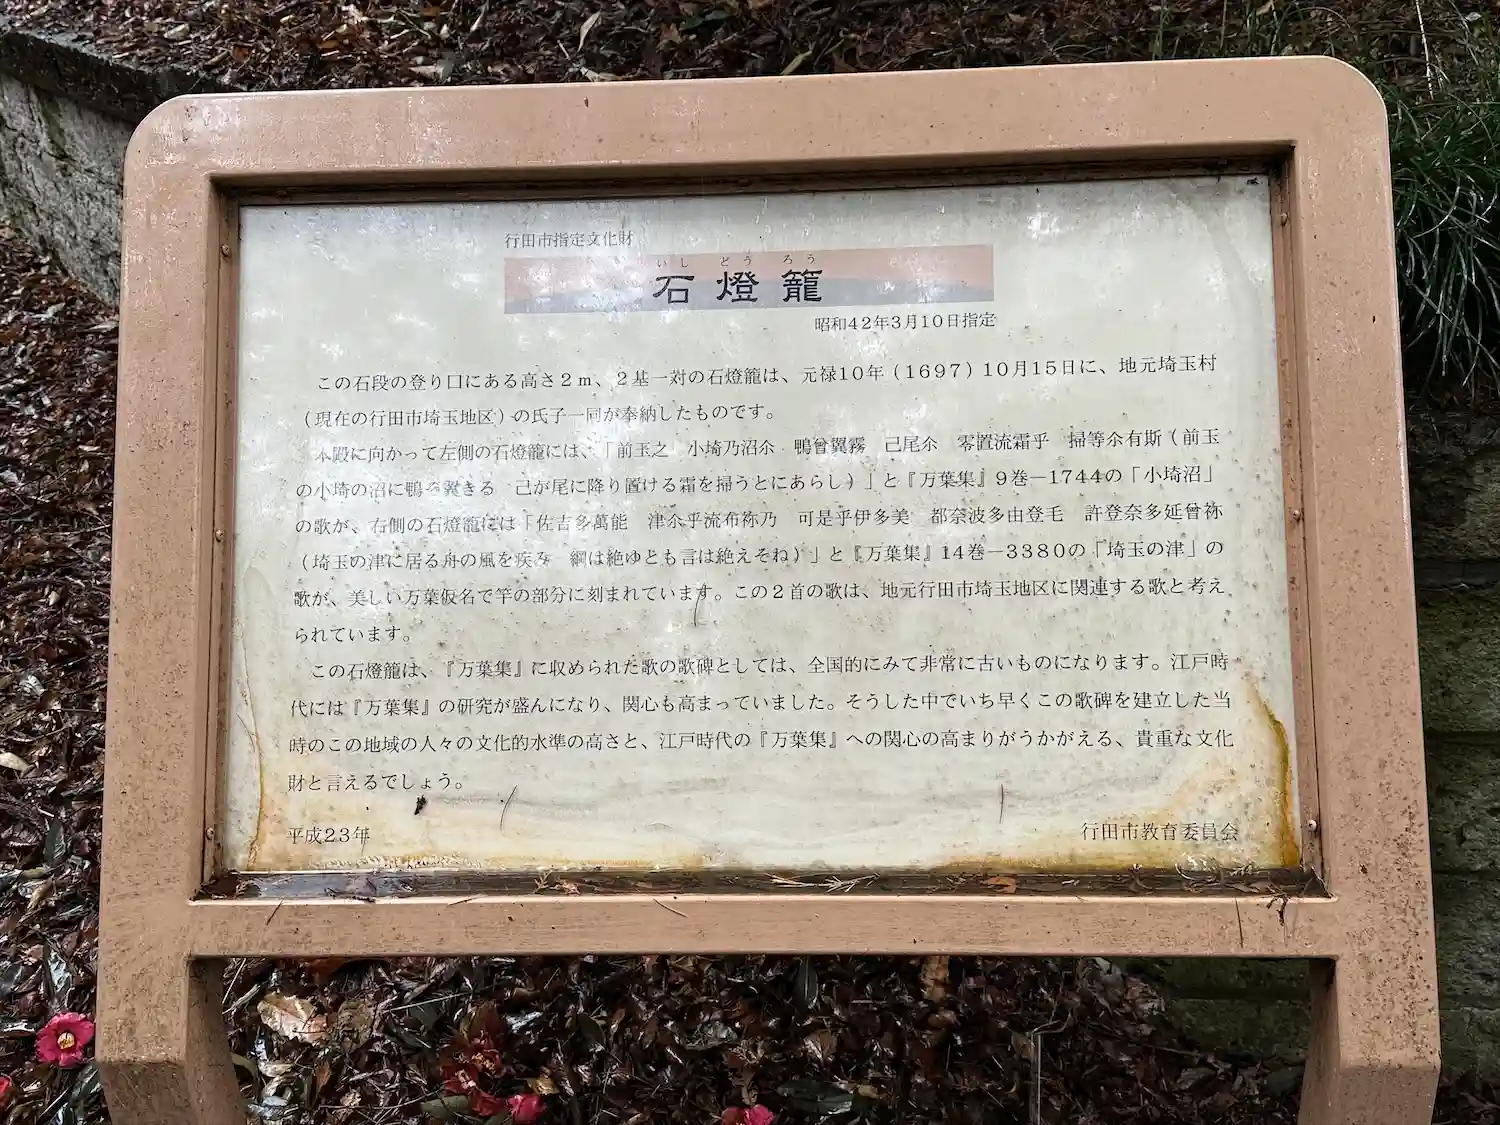 行田市指定文化財
いしどうろう
石燈籠
昭和42年3月10日指定
この石段の登り口にある高さ2m、2基一対の石燈籠は、元禄10年(1697)10月15日に、地元埼玉村
(現在の行田市埼玉地区)の氏子一同が奉納したものです。
本殿に向かって左側の石燈籠には、「前玉之 小埼乃沼尓 鴨曾翼霧 己尾尓 零置流霜乎 掃等尓有斯(前玉
の小埼の沼に鴨そ翼きる 己が尾に降り置ける霜を掃うとにあらし)」と『万葉集』9巻-1744の「小埼沼」
の歌が、右側の石燈籠には「佐吉多萬能 津尓乎流布祢乃 可是乎伊多美 都奈波多由登毛 許登奈多延曾祢
(埼玉の津に居る舟の風を疾み 綱は絶ゆとも言は絶えそね)」と『万葉集』14巻-3380の「埼玉の津」の
歌が、美しい万葉仮名で竿の部分に刻まれています。この2首の歌は、地元行田市埼玉地区に関連する歌と考え
られています。
この石燈籠は、『万葉集』に収められた歌の歌碑としては、全国的にみて非常に古いものになります。江戸時
代には『万葉集』の研究が盛んになり、関心も高まっていました。そうした中でいち早くこの歌碑を建立した当
時のこの地域の人々の文化的水準の高さと、江戸時代の『万葉集』への関心の高まりがうかがえる、貴重な文化
財と言えるでしょう。
平成23年
行田市教育委員会